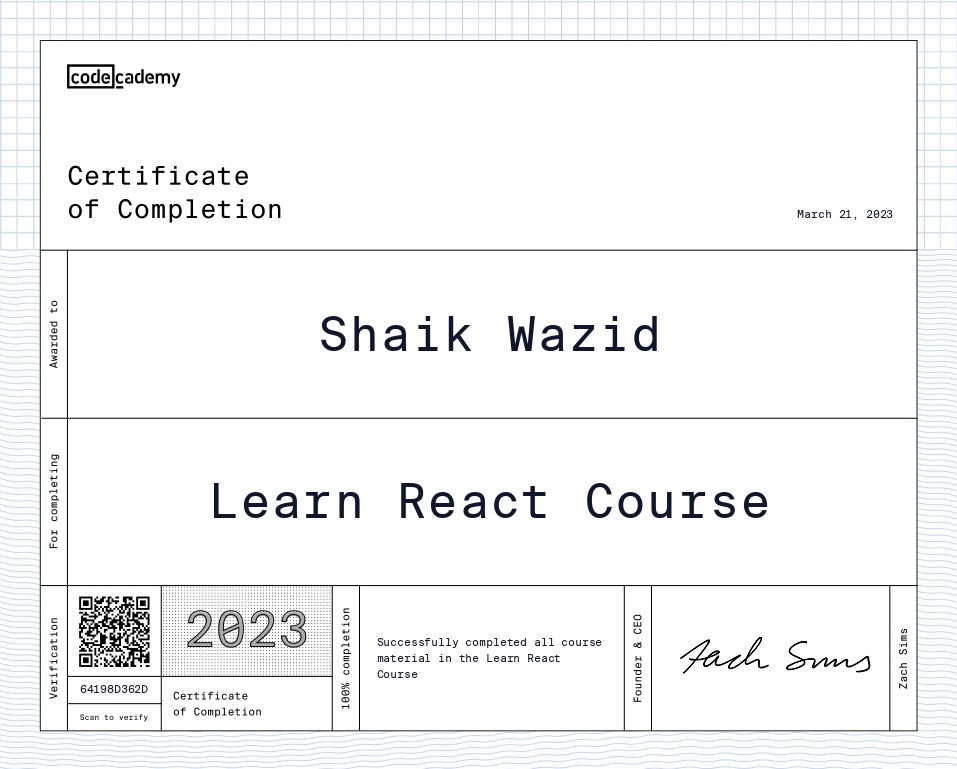 codecademy
Certificate
of Completion
March 21, 2023
Awarded to
Shaik Wazid
For completing
Learn React Course
Verification
64198D362D
Scan to verify
2023
Certificate
of Completion
100% completion
Successfully completed all course
material in the Learn React
Course
Founder & CEO
Zach Sims
Zach Sims